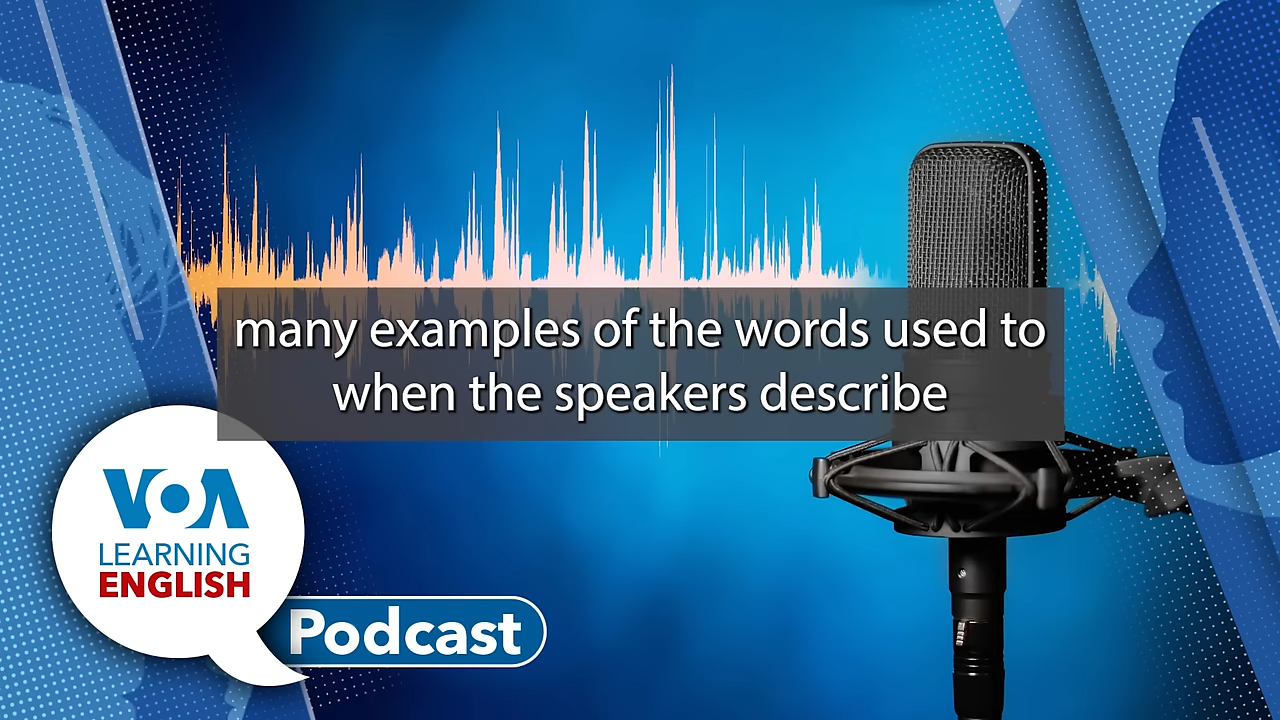 many examples of the words used to
when the speakers describe
VOA
LEARNING
ENGLISH
Podcast